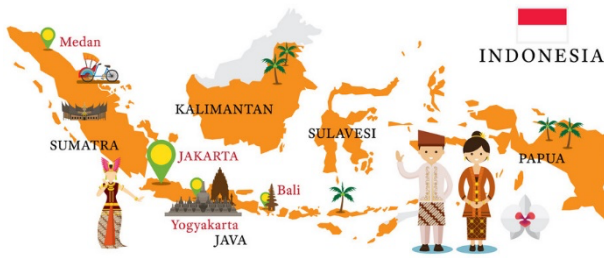 Medan
INDONESIA
KALIMANTAN
SULAVESI
SUMATRA
JAKARTA
PAPUA
Bali
Yogyakarta
JAVA